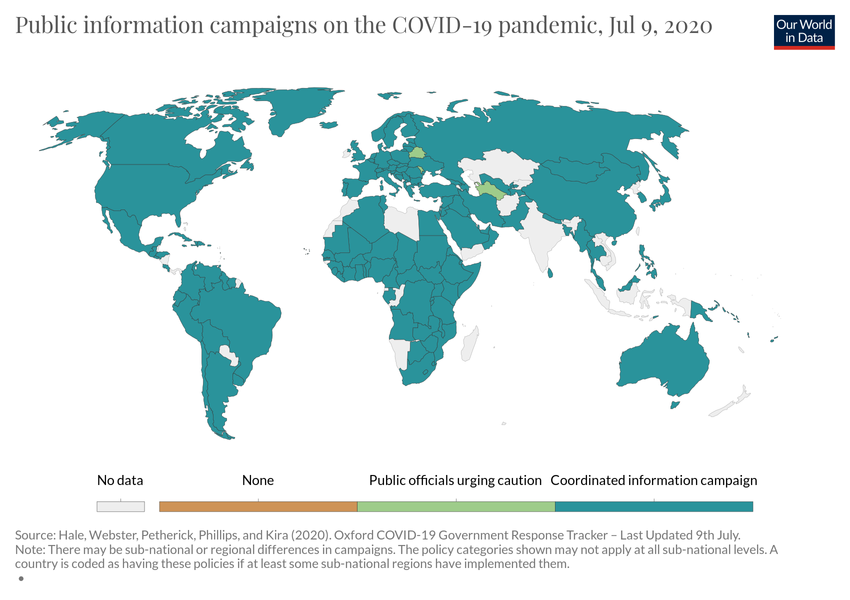 Public information campaigns on the COVID-19 pandemic, Jul 9, 2020
Our World
in Data
No data
None
Public officials urging caution
Coordinated information campaign
Source: Hale, Webster, Petherick, Phillips, and Kira (2020). Oxford COVID-19 Government Response Tracker – Last Updated 9th July.
Note: There may be sub-national or regional differences in campaigns. The policy categories shown may not apply at all sub-national levels. A
country is coded as having these policies if at least some sub-national regions have implemented them.
•